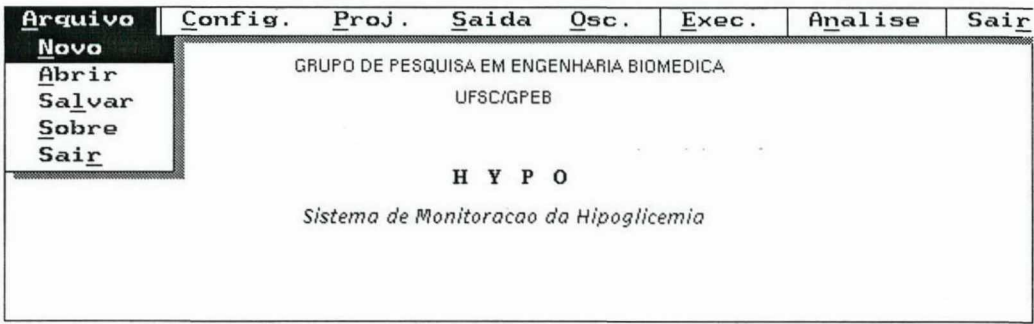 Arquivo Config. Proj. Saida Osc. Exec. Analise Sair
Novo
Abrir
Salvar
Sobre
Sair
GRUPO DE PESQUISA EM ENGENHARIA BIOMEDICA
UFSC/GPEB
H Y P O
Sistema de Monitoracao da Hipoglicemia